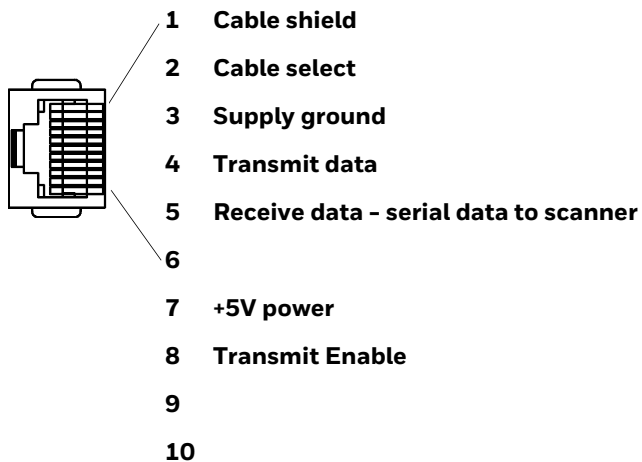 1 Cable shield
2 Cable select
3 Supply ground
4 Transmit data
5 Receive data - serial data to scanner
6
7 +5V power
8 Transmit Enable
9
10